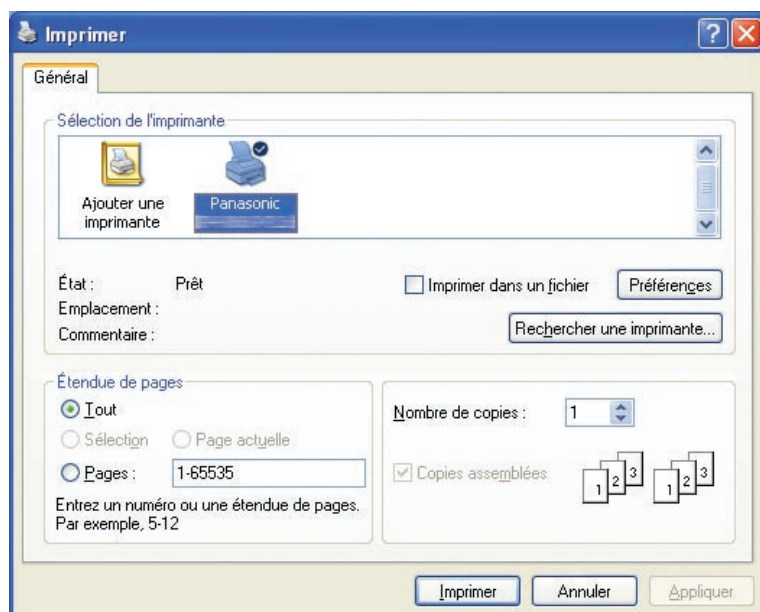 Imprimer
Général
Sélection de l'imprimante
Ajouter une
imprimante
Panasonic
État : Prêt
Emplacement :
Commentaire :
Imprimer dans un fichier
Préférences
Rechercher une imprimante...
Étendue de pages
Tout
Sélection
Page actuelle
Pages : 1-65535
Entrez un numéro ou une étendue de pages.
Par exemple, 5-12
Nombre de copies : 1
Copies assemblées
1 2 3 1 2 3
Imprimer
Annuler
Appliquer